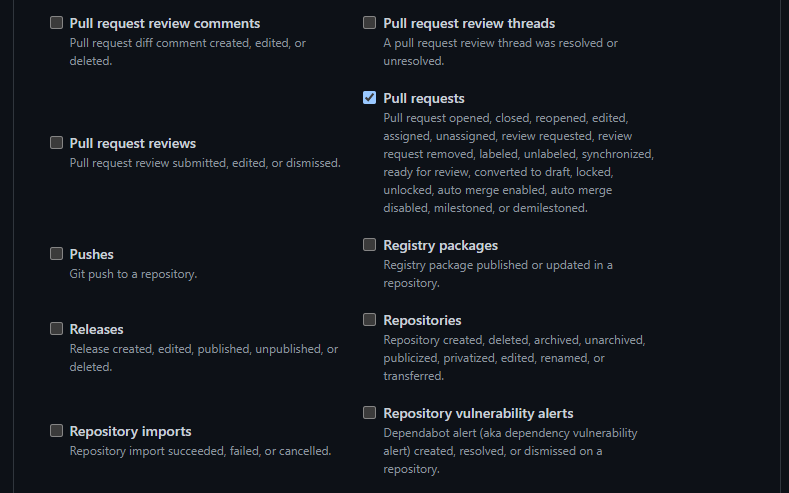 Pull request review comments
Pull request diff comment created, edited, or
deleted.
Pull request review threads
A pull request review thread was resolved or
unresolved.
Pull request reviews
Pull request review submitted, edited, or dismissed.
Pull requests
Pull request opened, closed, reopened, edited,
assigned, unassigned, review requested, review
request removed, labeled, unlabeled, synchronized,
ready for review, converted to draft, locked,
unlocked, auto merge enabled, auto merge
disabled, milestoned, or demilestoned.
Pushes
Git push to a repository.
Registry packages
Registry package published or updated in a
repository.
Releases
Release created, edited, published, unpublished, or
deleted.
Repositories
Repository created, deleted, archived, unarchived,
publicized, privatized, edited, renamed, or
transferred.
Repository imports
Repository import succeeded, failed, or cancelled.
Repository vulnerability alerts
Dependabot alert (aka dependency vulnerability
alert) created, resolved, or dismissed on a
repository.